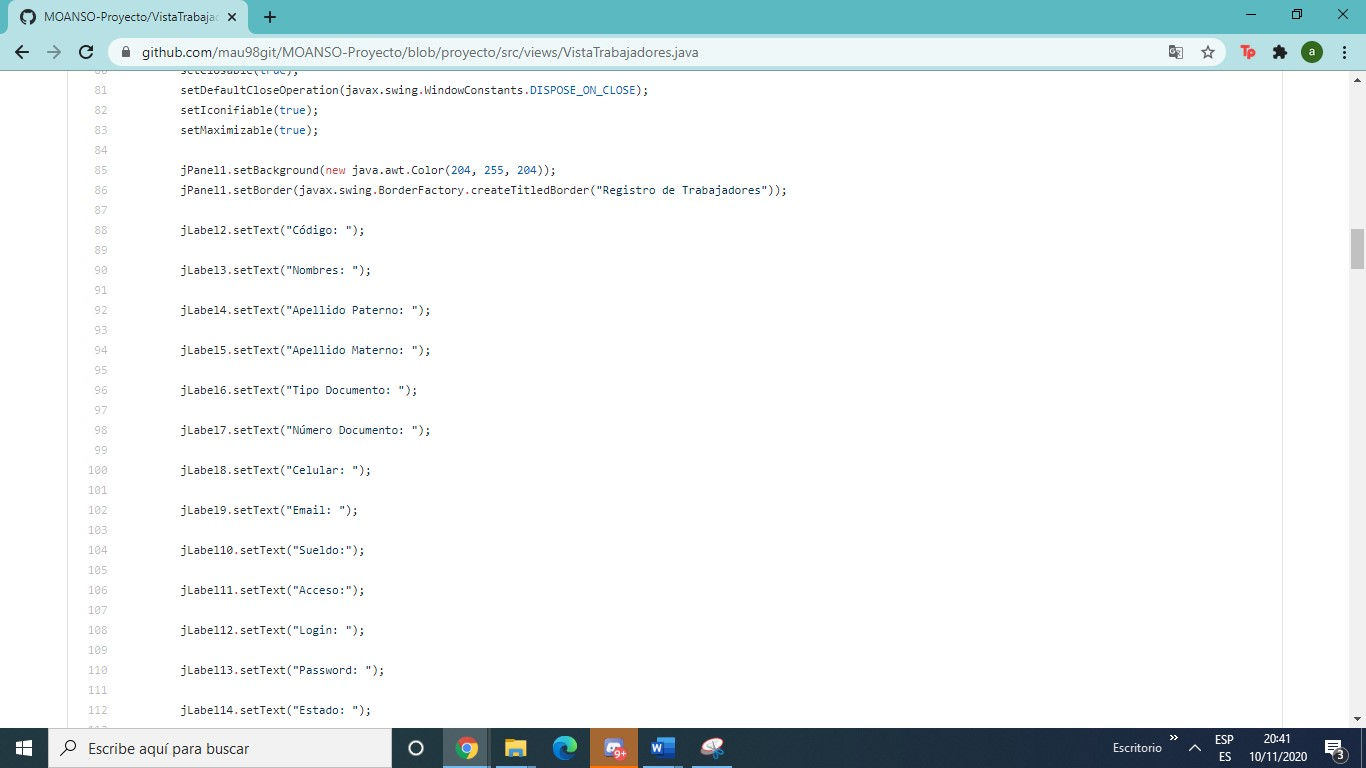 MOANSO-Proyecto/VistaTrabajad
github.com/mau98git/MOANSO-Proyecto/blob/proyecto/src/views/VistaTrabajadores.java
a
80 setClosable(true);
81 setDefaultCloseOperation(javax.swing.WindowConstants.DISPOSE_ON_CLOSE);
82 setIconifiable(true);
83 setMaximizable(true);
84
85 jPanel1.setBackground(new java.awt.Color(204, 255, 204));
86 jPanel1.setBorder(javax.swing.BorderFactory.createTitledBorder("Registro de Trabajadores"));
87
88 jLabel2.setText("Código: ");
89
90 jLabel3.setText("Nombres: ");
91
92 jLabel4.setText("Apellido Paterno: ");
93
94 jLabel5.setText("Apellido Materno: ");
95
96 jLabel6.setText("Tipo Documento: ");
97
98 jLabel7.setText("Número Documento: ");
99
100 jLabel8.setText("Celular: ");
101
102 jLabel9.setText("Email: ");
103
104 jLabel10.setText("Sueldo:");
105
106 jLabel11.setText("Acceso:");
107
108 jLabel12.setText("Login: ");
109
110 jLabel13.setText("Password: ");
111
112 jLabel14.setText("Estado: ");
Escribe aquí para buscar
9+
Escritorio
ESP
ES
20:41
10/11/2020
3